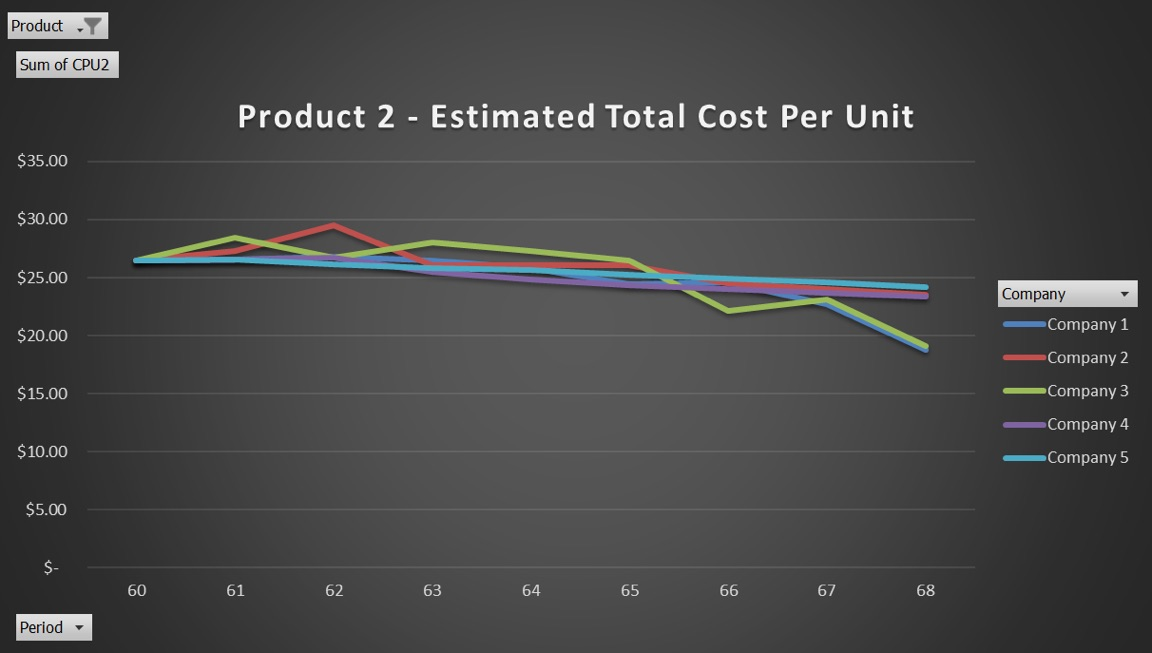 Product
Sum of CPU2
Product 2 - Estimated Total Cost Per Unit
$35.00
$30.00
$25.00
$20.00
$15.00
$10.00
$5.00
$-
60 61 62 63 64 65 66 67 68
Company
Company 1
Company 2
Company 3
Company 4
Company 5
Period